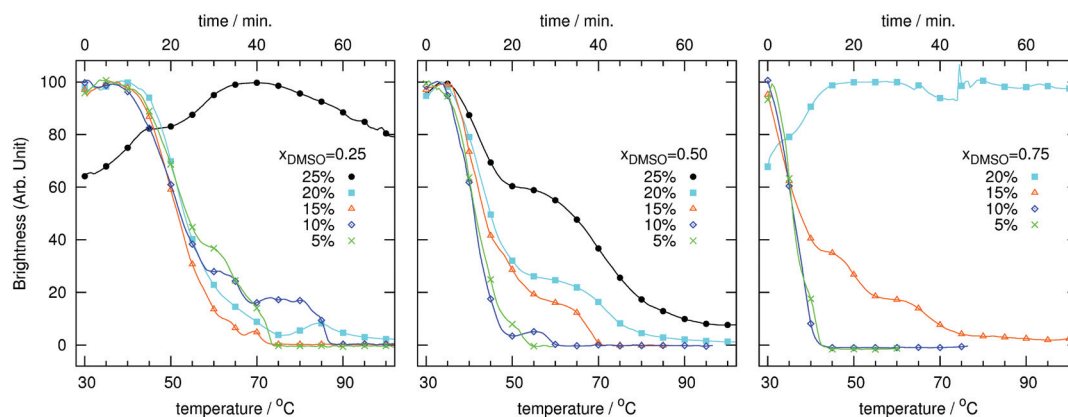 time / min.
time / min.
time / min.
0 20 40 60
0 20 40 60
0 20 40 60
Brightness (Arb. Unit)
100
80
60
40
20
0
x_DMSO=0.25
25%
20%
15%
10%
5%
x_DMSO=0.50
25%
20%
15%
10%
5%
x_DMSO=0.75
20%
15%
10%
5%
30 50 70 90
30 50 70 90
30 50 70 90
temperature / °C
temperature / °C
temperature / °C